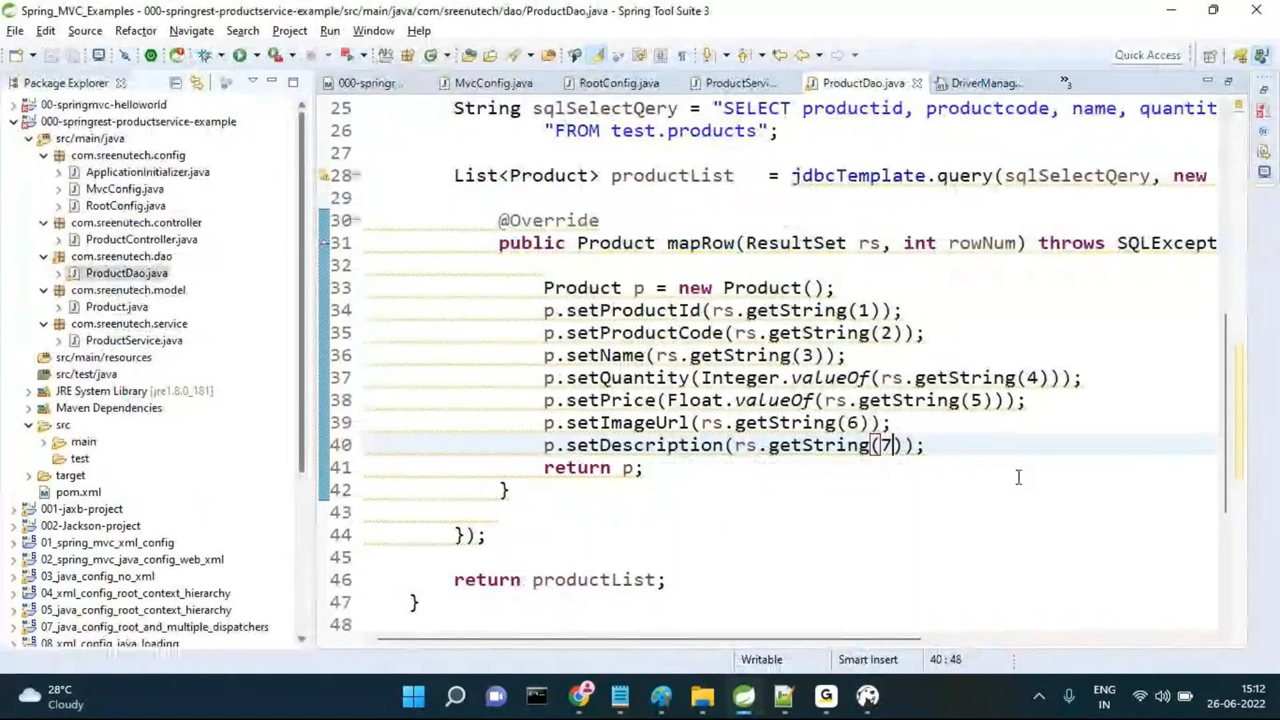 Spring_MVC_Examples - 000-springrest-productservice-example/src/main/java/com/sreenutech/dao/ProductDao.java - Spring Tool Suite 3
File Edit Source Refactor Navigate Search Project Run Window Help
Quick Access
Package Explorer
000-springr...
MvcConfig.java
RootConfig.java
ProductServi...
ProductDao.java
DriverManag...
»3
00-springmvc-helloworld
000-springrest-productservice-example
src/main/java
com.sreenutech.config
ApplicationInitializer.java
MvcConfig.java
RootConfig.java
com.sreenutech.controller
ProductController.java
com.sreenutech.dao
ProductDao.java
com.sreenutech.model
Product.java
com.sreenutech.service
ProductService.java
src/main/resources
src/test/java
JRE System Library [jre1.8.0_181]
Maven Dependencies
src
main
test
target
pom.xml
001-jaxb-project
002-Jackson-project
01_spring_mvc_xml_config
02_spring_mvc_java_config_web_xml
03_java_config_no_xml
04_xml_config_root_context_hierarchy
05_java_config_root_context_hierarchy
07_java_config_root_and_multiple_dispatchers
08_xml_config_java_loading
25 String sqlSelectQery = "SELECT productid, productcode, name, quantit
26 "FROM test.products";
27
28 List<Product> productList = jdbcTemplate.query(sqlSelectQery, new
29
30 @Override
31 public Product mapRow(ResultSet rs, int rowNum) throws SQLExcept
32
33 Product p = new Product();
34 p.setProductId(rs.getString(1));
35 p.setProductCode(rs.getString(2));
36 p.setName(rs.getString(3));
37 p.setQuantity(Integer.valueOf(rs.getString(4)));
38 p.setPrice(Float.valueOf(rs.getString(5)));
39 p.setImageUrl(rs.getString(6));
40 p.setDescription(rs.getString(7));
41 return p;
42 }
43
44 });
45
46 return productList;
47 }
48
Writable Smart Insert 40 : 48
28°C
Cloudy
ENG
IN
15:12
26-06-2022